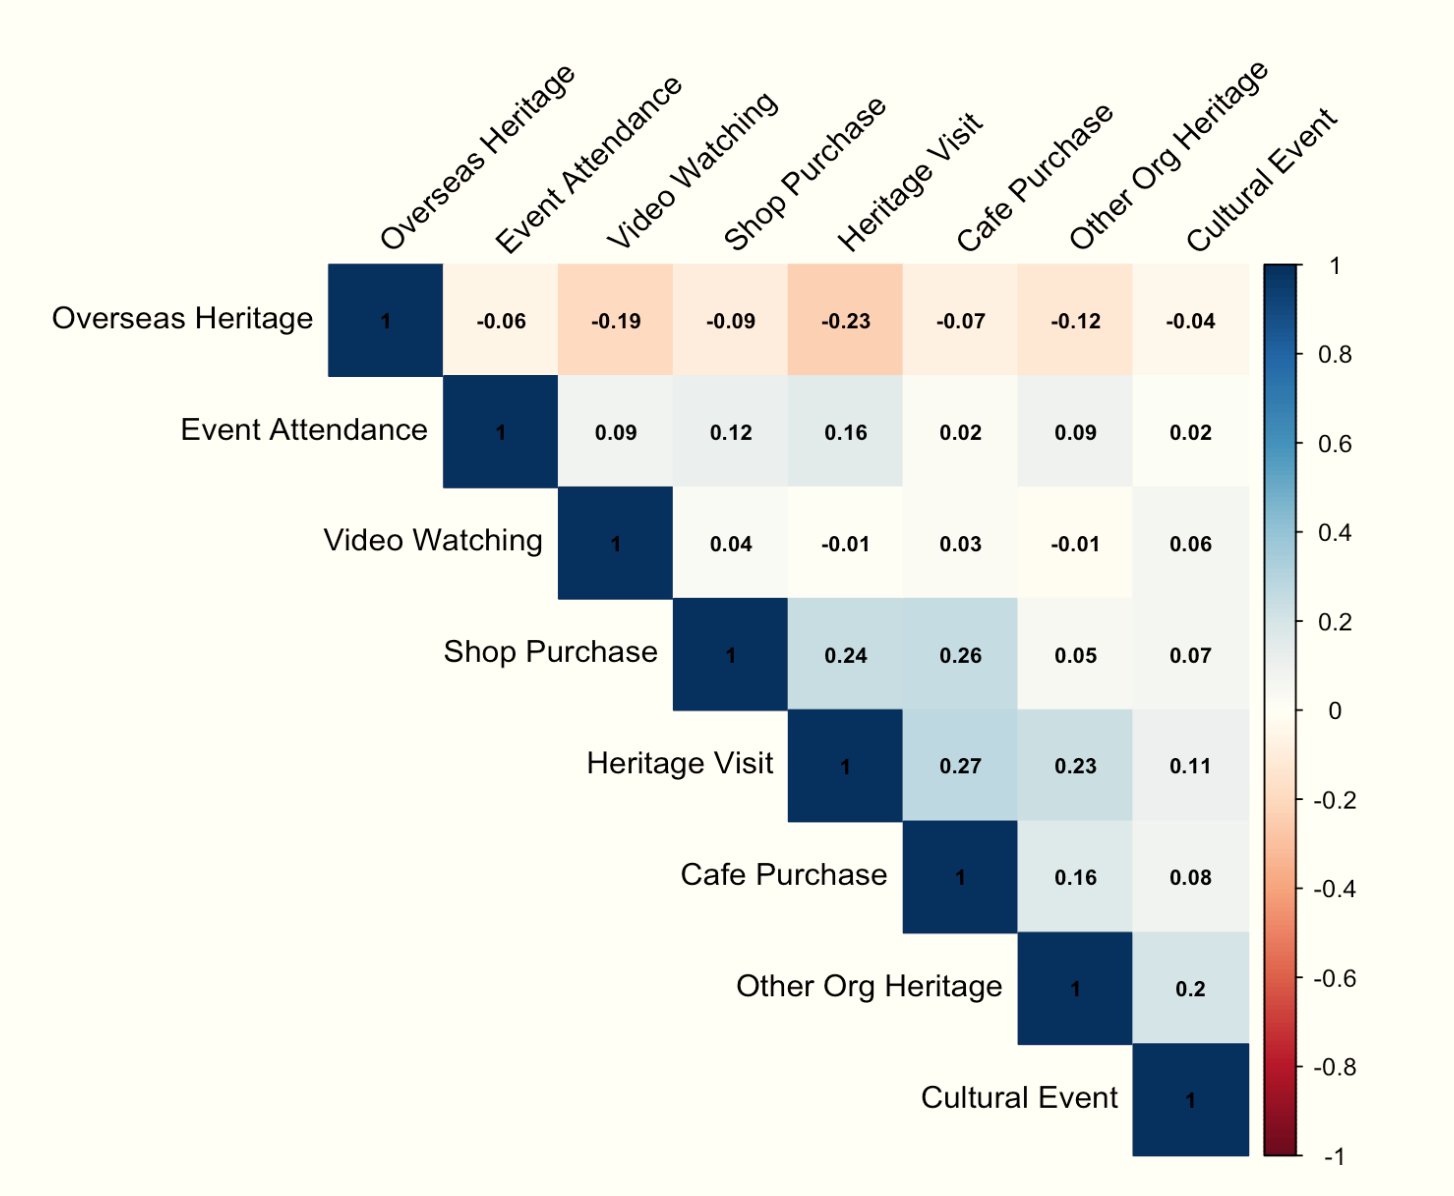 Overseas Heritage
Event Attendance
Video Watching
Shop Purchase
Heritage Visit
Cafe Purchase
Other Org Heritage
Cultural Event
Overseas Heritage 1 -0.06 -0.19 -0.09 -0.23 -0.07 -0.12 -0.04
Event Attendance 1 0.09 0.12 0.16 0.02 0.09 0.02
Video Watching 1 0.04 -0.01 0.03 -0.01 0.06
Shop Purchase 1 0.24 0.26 0.05 0.07
Heritage Visit 1 0.27 0.23 0.11
Cafe Purchase 1 0.16 0.08
Other Org Heritage 1 0.2
Cultural Event 1
1
0.8
0.6
0.4
0.2
0
-0.2
-0.4
-0.6
-0.8
-1